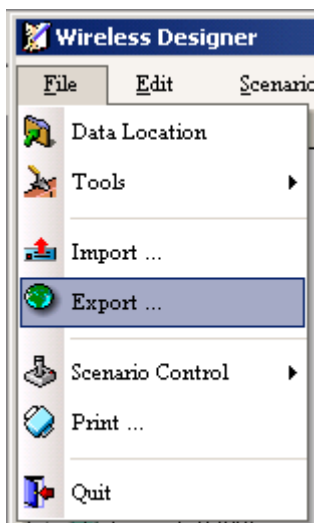 Wireless Designer
File Edit Scenario
Data Location
Tools
Import ...
Export ...
Scenario Control
Print ...
Quit